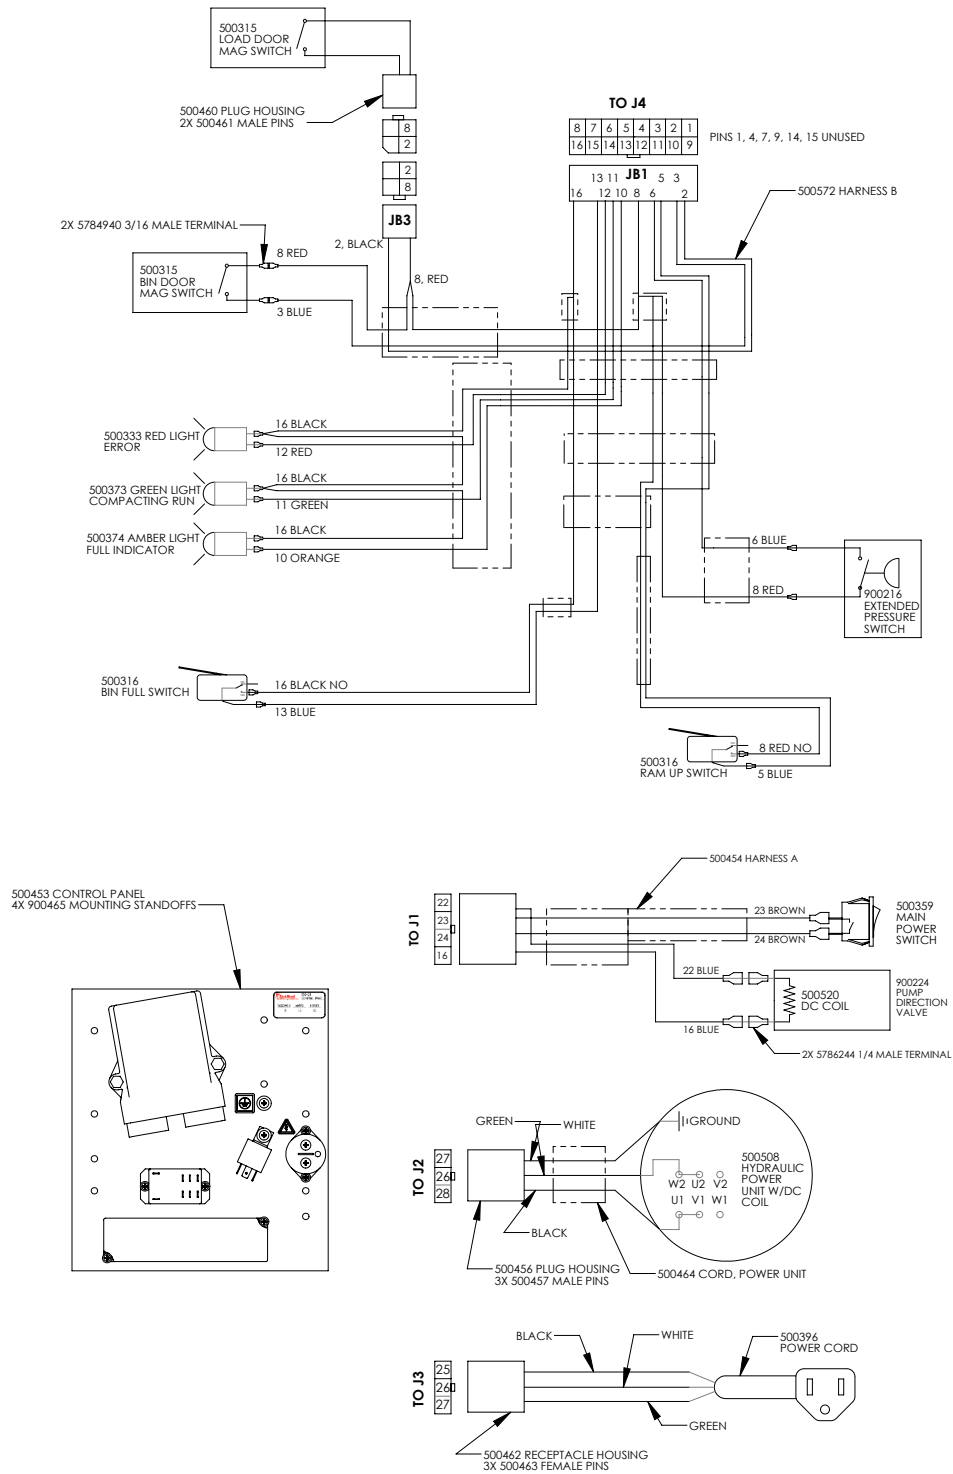 500315
LOAD DOOR
MAG SWITCH
500460 PLUG HOUSING
2X 500461 MALE PINS
8
2
2
8
JB3
TO J4
8 7 6 5 4 3 2 1
16 15 14 13 12 11 10 9
PINS 1, 4, 7, 9, 14, 15 UNUSED
JB1
13 11 5 3
16 12 10 8 6 2
500572 HARNESS B
2X 5784940 3/16 MALE TERMINAL
2, BLACK
8 RED
500315
BIN DOOR
MAG SWITCH
8, RED
3 BLUE
16 BLACK
500333 RED LIGHT
ERROR
12 RED
16 BLACK
500373 GREEN LIGHT
COMPACTING RUN
11 GREEN
16 BLACK
500374 AMBER LIGHT
FULL INDICATOR
10 ORANGE
6 BLUE
8 RED
900216
EXTENDED
PRESSURE
SWITCH
500316
BIN FULL SWITCH
16 BLACK NO
13 BLUE
8 RED NO
500316
RAM UP SWITCH
5 BLUE
500454 HARNESS A
500453 CONTROL PANEL
4X 900465 MOUNTING STANDOFFS
TO J1
22
23
24
16
23 BROWN
24 BROWN
500359
MAIN
POWER
SWITCH
22 BLUE
500520
DC COIL
900224
PUMP
DIRECTION
VALVE
16 BLUE
2X 5786244 1/4 MALE TERMINAL
GREEN
WHITE
GROUND
TO J2
27
26
28
500508
HYDRAULIC
POWER
UNIT W/DC
COIL
W2 U2 V2
U1 V1 W1
BLACK
500456 PLUG HOUSING
3X 500457 MALE PINS
500464 CORD, POWER UNIT
BLACK
WHITE
500396
POWER CORD
TO J3
25
26
27
GREEN
500462 RECEPTACLE HOUSING
3X 500463 FEMALE PINS